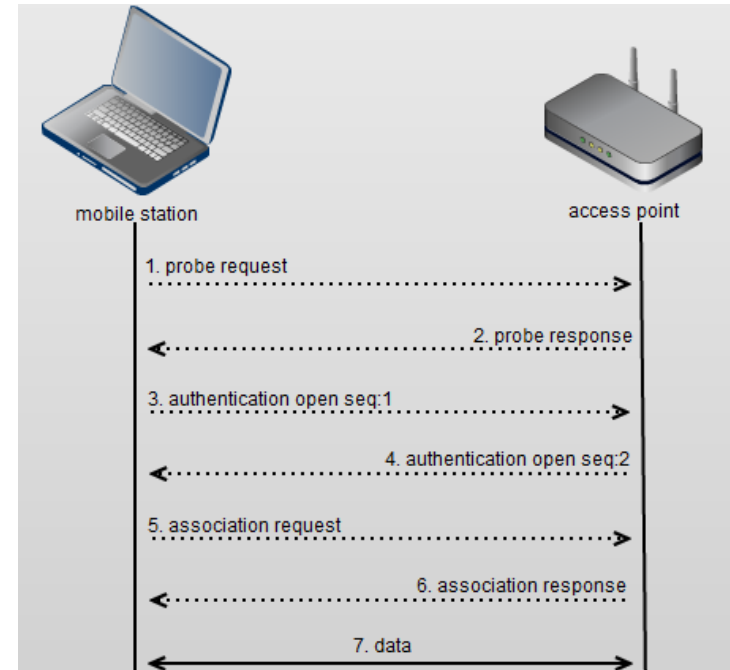 mobile station
access point
1. probe request
2. probe response
3. authentication open seq:1
4. authentication open seq:2
5. association request
6. association response
7. data